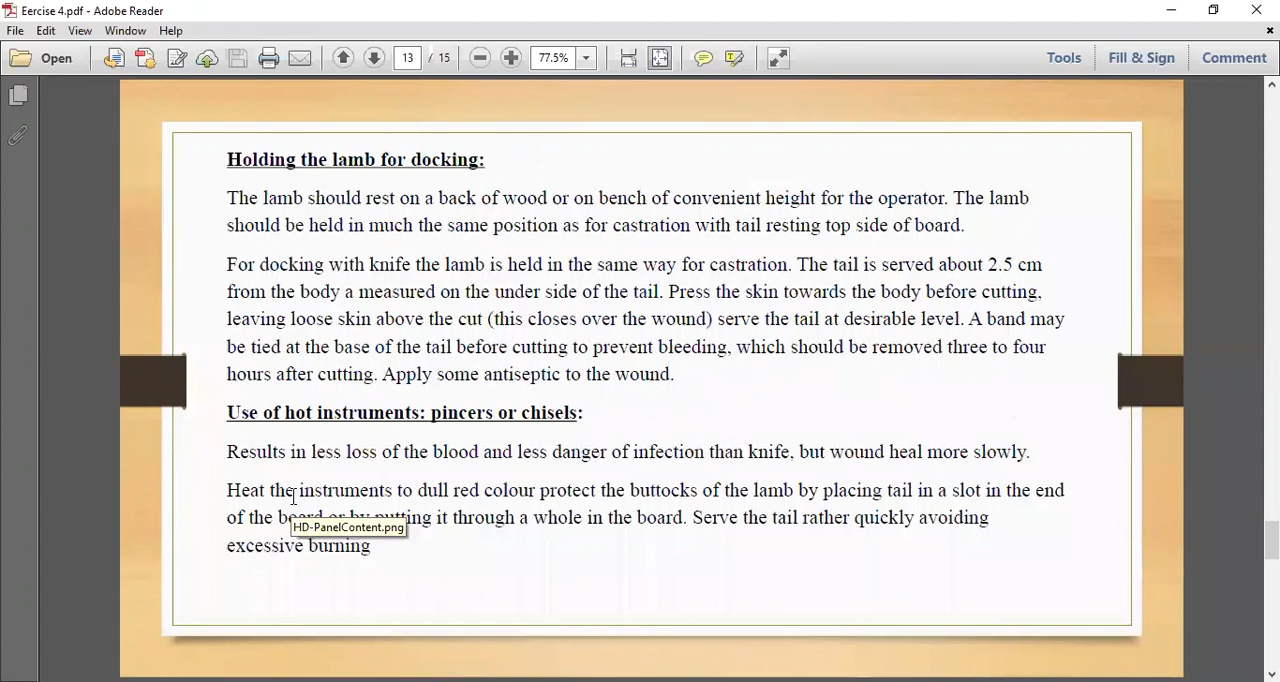 Eercise 4.pdf - Adobe Reader
File Edit View Window Help
Open 13 / 15 77.5% Tools Fill & Sign Comment
Holding the lamb for docking:
The lamb should rest on a back of wood or on bench of convenient height for the operator. The lamb
should be held in much the same position as for castration with tail resting top side of board.
For docking with knife the lamb is held in the same way for castration. The tail is served about 2.5 cm
from the body a measured on the under side of the tail. Press the skin towards the body before cutting,
leaving loose skin above the cut (this closes over the wound) serve the tail at desirable level. A band may
be tied at the base of the tail before cutting to prevent bleeding, which should be removed three to four
hours after cutting. Apply some antiseptic to the wound.
Use of hot instruments: pincers or chisels:
Results in less loss of the blood and less danger of infection than knife, but wound heal more slowly.
Heat the instruments to dull red colour protect the buttocks of the lamb by placing tail in a slot in the end
of the board or by putting it through a whole in the board. Serve the tail rather quickly avoiding
HD-PanelContent.png
excessive burning